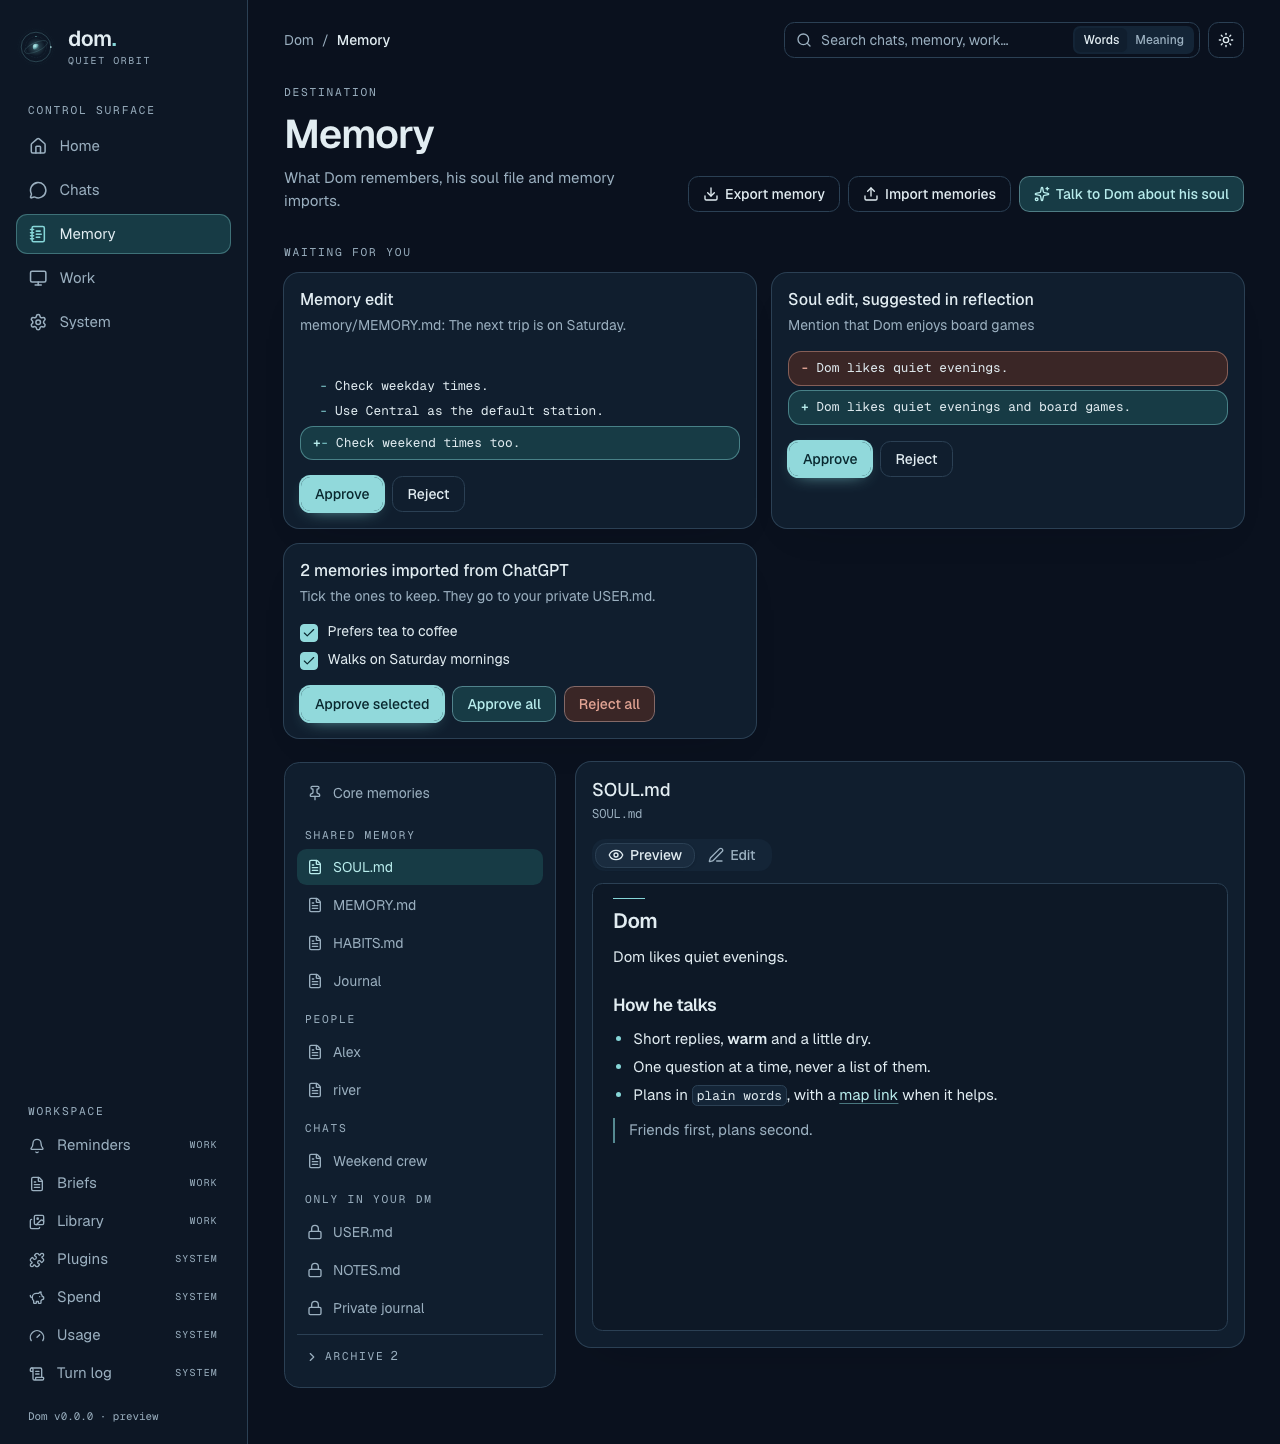 dom.
QUIET ORBIT
CONTROL SURFACE
Home
Chats
Memory
Work
System
WORKSPACE
Reminders WORK
Briefs WORK
Library WORK
Plugins SYSTEM
Spend SYSTEM
Usage SYSTEM
Turn log SYSTEM
Dom v0.0.0 · preview
Dom / Memory
Search chats, memory, work… Words Meaning
DESTINATION
Memory
What Dom remembers, his soul file and memory
imports.
Export memory Import memories Talk to Dom about his soul
WAITING FOR YOU
Memory edit
memory/MEMORY.md: The next trip is on Saturday.
- Check weekday times.
- Use Central as the default station.
+- Check weekend times too.
Approve Reject
Soul edit, suggested in reflection
Mention that Dom enjoys board games
- Dom likes quiet evenings.
+ Dom likes quiet evenings and board games.
Approve Reject
2 memories imported from ChatGPT
Tick the ones to keep. They go to your private USER.md.
Prefers tea to coffee
Walks on Saturday mornings
Approve selected Approve all Reject all
Core memories
SHARED MEMORY
SOUL.md
MEMORY.md
HABITS.md
Journal
PEOPLE
Alex
river
CHATS
Weekend crew
ONLY IN YOUR DM
USER.md
NOTES.md
Private journal
ARCHIVE 2
SOUL.md
SOUL.md
Preview Edit
Dom
Dom likes quiet evenings.
How he talks
• Short replies, warm and a little dry.
• One question at a time, never a list of them.
• Plans in plain words, with a map link when it helps.
Friends first, plans second.